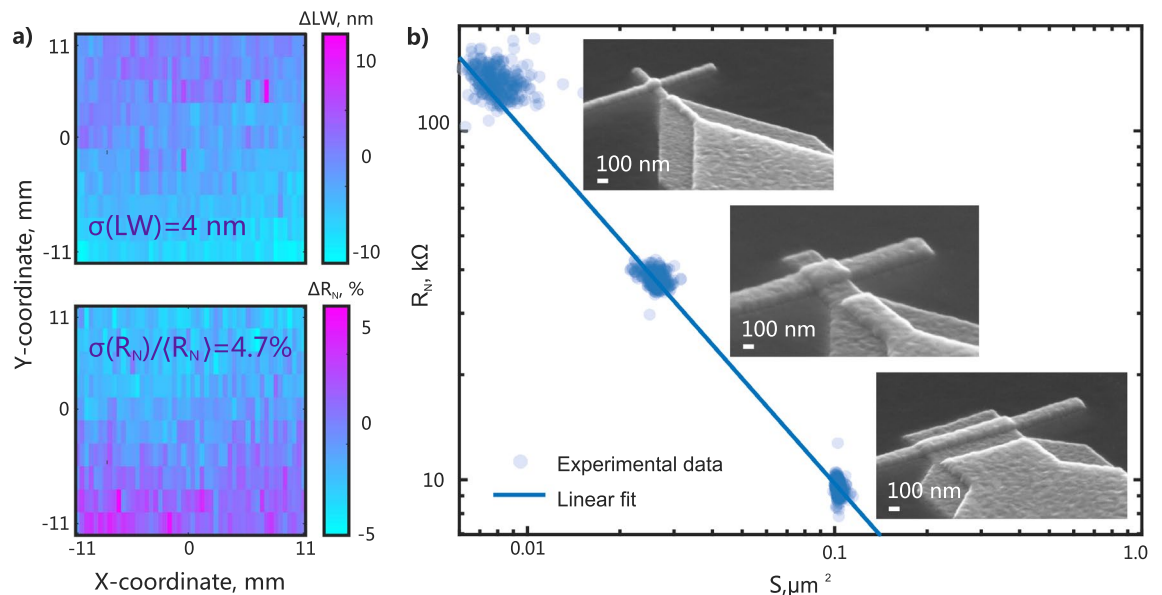 a)
ΔLW, nm
11
0
-11
10
0
-10
σ(LW)=4 nm
ΔR_N, %
11
0
-11
5
0
-5
σ(R_N)/⟨R_N⟩=4.7%
-11
0
11
Y-coordinate, mm
X-coordinate, mm
b)
100
10
R_N, kΩ
100 nm
100 nm
100 nm
Experimental data
Linear fit
0.01
0.1
1.0
S,μm ²